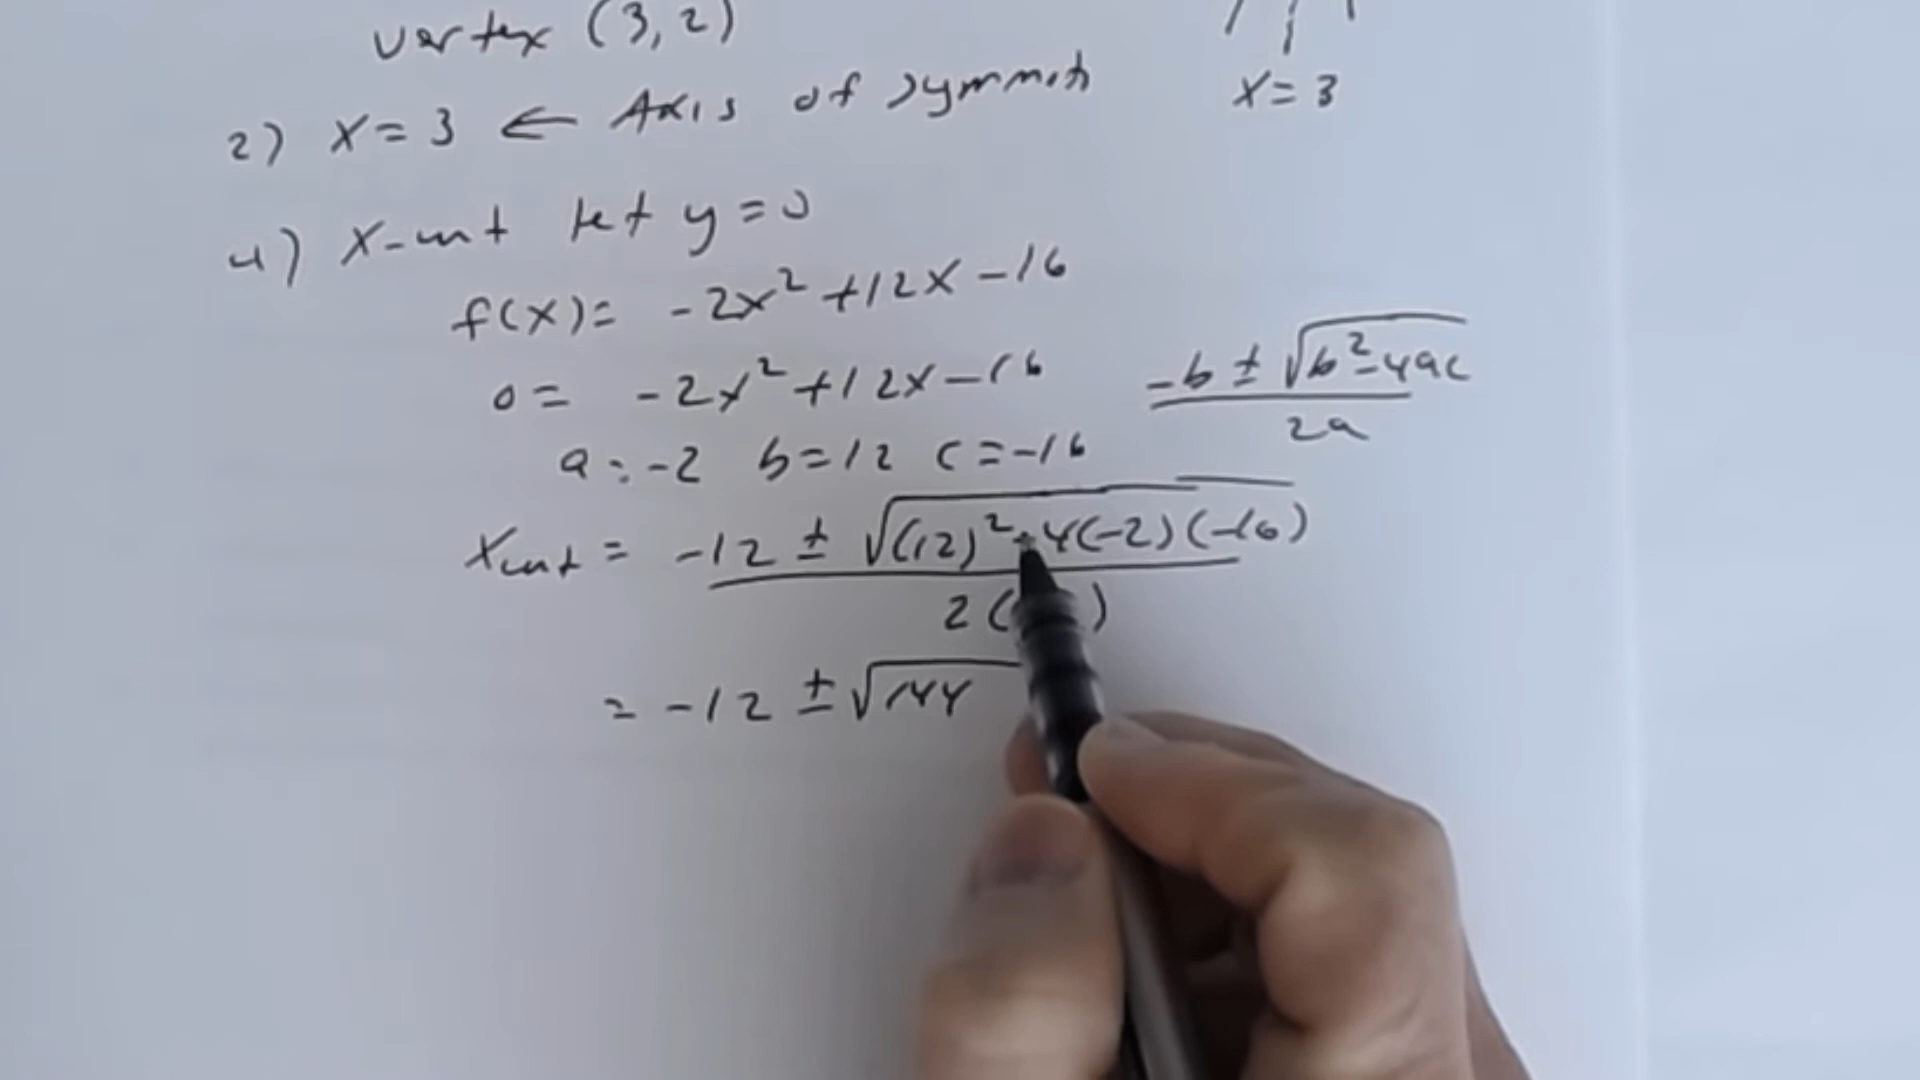 vertex (3, 2)
x = 3
2) x = 3 ← Axis of symmetry
4) x-int let y = 0
f(x) = -2x² + 12x - 16
0 = -2x² + 12x - 16
-b ± √b² - 4ac
2a
a = -2 b = 12 c = -16
x int = -12 ± √(12)² - 4(-2)(-16)
2( )
= -12 ± √144